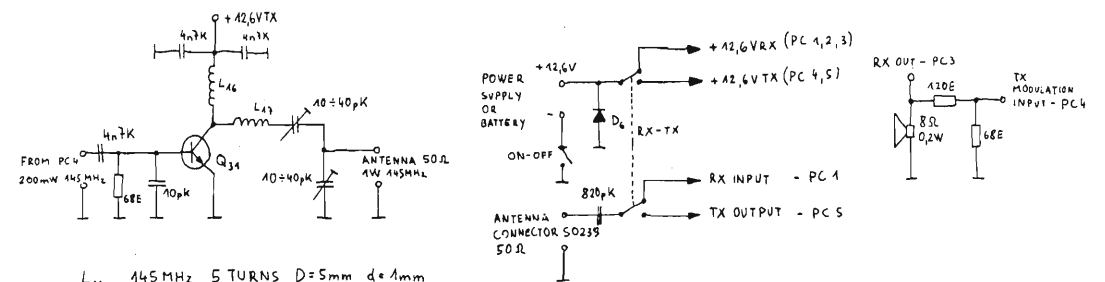 +12,6VTX
4n7K
4n7K
L16
L17
10÷40pK
4n7K
Q31
FROM PC4
200mW 145MHz
68E
10pK
10÷40pK
ANTENNA 50Ω
1W 145MHz
145MHz 5 TURNS D=5mm d=1mm
+12,6V
POWER
SUPPLY
OR
BATTERY
-
D6
ON-OFF
RX-TX
+12,6VRX (PC 1,2,3)
+12,6VTX (PC 4,5)
820pK
ANTENNA
CONNECTOR SO239
50Ω
RX INPUT - PC 1
TX OUTPUT - PC 5
RX OUT - PC3
120E
TX
MODULATION
INPUT - PC4
8Ω
0,2W
68E